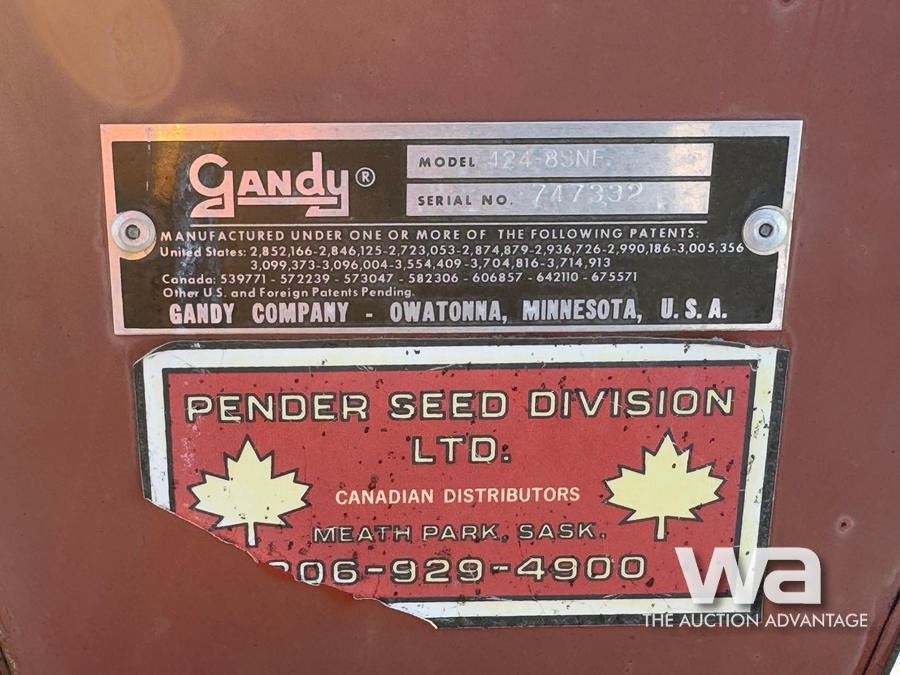 Gandy®
MODEL 424-8SNF.
SERIAL NO. 747332
MANUFACTURED UNDER ONE OR MORE OF THE FOLLOWING PATENTS:
United States: 2,852,166-2,846,125-2,723,053-2,874,879-2,936,726-2,990,186-3,005,356
3,099,373-3,096,004-3,554,409-3,704,816-3,714,913
Canada: 539771 - 572239 - 573047 - 582306 - 606857 - 642110 - 675571
Other U.S. and Foreign Patents Pending.
GANDY COMPANY - OWATONNA, MINNESOTA, U.S.A.
PENDER SEED DIVISION
LTD.
CANADIAN DISTRIBUTORS
MEATH PARK, SASK.
306-929-4900
wa
THE AUCTION ADVANTAGE